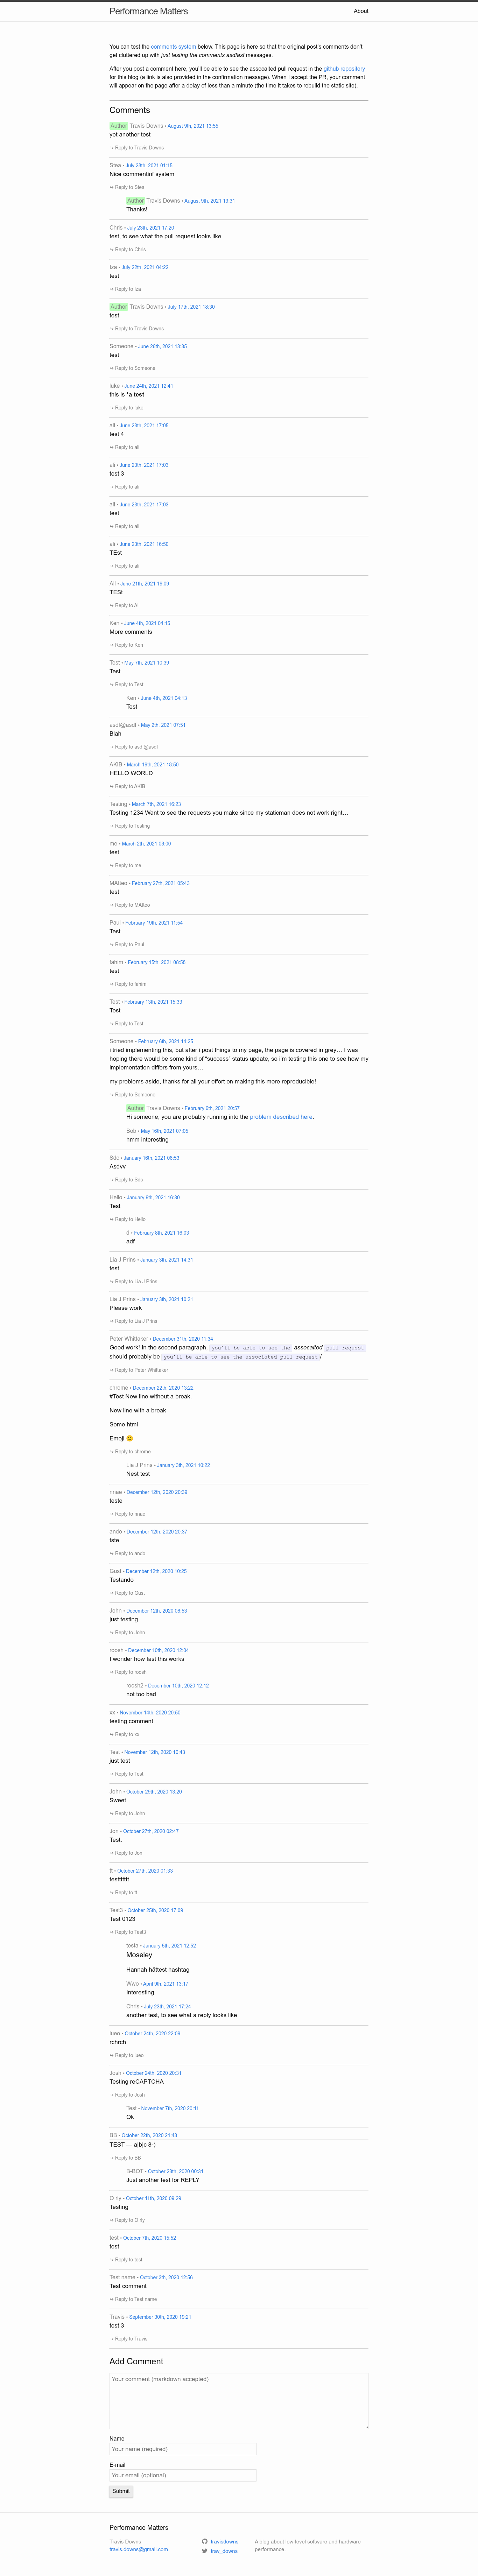 Performance Matters
About
You can test the comments system below. This page is here so that the original post's comments don't
get cluttered up with just testing the comments asdfasf messages.
After you post a comment here, you'll be able to see the assocaited pull request in the github repository
for this blog (a link is also provided in the confirmation message). When I accept the PR, your comment
will appear on the page after a delay of less than a minute (the time it takes to rebuild the static site).
Comments
Author Travis Downs • August 9th, 2021 13:55
yet another test
↪ Reply to Travis Downs
Stea • July 28th, 2021 01:15
Nice commentinf system
↪ Reply to Stea
Author Travis Downs • August 9th, 2021 13:31
Thanks!
Chris • July 23th, 2021 17:20
test, to see what the pull request looks like
↪ Reply to Chris
Iza • July 22th, 2021 04:22
test
↪ Reply to Iza
Author Travis Downs • July 17th, 2021 18:30
test
↪ Reply to Travis Downs
Someone • June 26th, 2021 13:35
test
↪ Reply to Someone
luke • June 24th, 2021 12:41
this is *a test
↪ Reply to luke
ali • June 23th, 2021 17:05
test 4
↪ Reply to ali
ali • June 23th, 2021 17:03
test 3
↪ Reply to ali
ali • June 23th, 2021 17:03
test
↪ Reply to ali
ali • June 23th, 2021 16:50
TEst
↪ Reply to ali
Ali • June 21th, 2021 19:09
TESt
↪ Reply to Ali
Ken • June 4th, 2021 04:15
More comments
↪ Reply to Ken
Test • May 7th, 2021 10:39
Test
↪ Reply to Test
Ken • June 4th, 2021 04:13
Test
asdf@asdf • May 2th, 2021 07:51
Blah
↪ Reply to asdf@asdf
AKIB • March 19th, 2021 18:50
HELLO WORLD
↪ Reply to AKIB
Testing • March 7th, 2021 16:23
Testing 1234 Want to see the requests you make since my staticman does not work right…
↪ Reply to Testing
me • March 2th, 2021 08:00
test
↪ Reply to me
MAtteo • February 27th, 2021 05:43
test
↪ Reply to MAtteo
Paul • February 19th, 2021 11:54
Test
↪ Reply to Paul
fahim • February 15th, 2021 08:58
test
↪ Reply to fahim
Test • February 13th, 2021 15:33
Test
↪ Reply to Test
Someone • February 6th, 2021 14:25
i tried implementing this, but after i post things to my page, the page is covered in grey… I was
hoping there would be some kind of "success" status update, so i'm testing this one to see how my
implementation differs from yours…
my problems aside, thanks for all your effort on making this more reproducible!
↪ Reply to Someone
Author Travis Downs • February 6th, 2021 20:57
Hi someone, you are probably running into the problem described here.
Bob • May 16th, 2021 07:05
hmm interesting
Sdc • January 16th, 2021 06:53
Asdvv
↪ Reply to Sdc
Hello • January 9th, 2021 16:30
Test
↪ Reply to Hello
d • February 8th, 2021 16:03
adf
Lia J Prins • January 3th, 2021 14:31
test
↪ Reply to Lia J Prins
Lia J Prins • January 3th, 2021 10:21
Please work
↪ Reply to Lia J Prins
Peter Whittaker • December 31th, 2020 11:34
Good work! In the second paragraph, you'll be able to see the assocaited pull request
should probably be you'll be able to see the associated pull request /
↪ Reply to Peter Whittaker
chrome • December 22th, 2020 13:22
#Test New line without a break.
New line with a break
Some html
Emoji 🙂
↪ Reply to chrome
Lia J Prins • January 3th, 2021 10:22
Nest test
nnae • December 12th, 2020 20:39
teste
↪ Reply to nnae
ando • December 12th, 2020 20:37
tste
↪ Reply to ando
Gust • December 12th, 2020 10:25
Testando
↪ Reply to Gust
John • December 12th, 2020 08:53
just testing
↪ Reply to John
roosh • December 10th, 2020 12:04
I wonder how fast this works
↪ Reply to roosh
roosh2 • December 10th, 2020 12:12
not too bad
xx • November 14th, 2020 20:50
testing comment
↪ Reply to xx
Test • November 12th, 2020 10:43
just test
↪ Reply to Test
John • October 29th, 2020 13:20
Sweet
↪ Reply to John
Jon • October 27th, 2020 02:47
Test.
↪ Reply to Jon
tt • October 27th, 2020 01:33
testttttttt
↪ Reply to tt
Test3 • October 25th, 2020 17:09
Test 0123
↪ Reply to Test3
testa • January 5th, 2021 12:52
Moseley
Hannah hättest hashtag
Wwo • April 9th, 2021 13:17
Interesting
Chris • July 23th, 2021 17:24
another test, to see what a reply looks like
iueo • October 24th, 2020 22:09
rchrch
↪ Reply to iueo
Josh • October 24th, 2020 20:31
Testing reCAPTCHA
↪ Reply to Josh
Test • November 7th, 2020 20:11
Ok
BB • October 22th, 2020 21:43
TEST — a|b|c 8-)
↪ Reply to BB
B-BOT • October 23th, 2020 00:31
Just another test for REPLY
O rly • October 11th, 2020 09:29
Testing
↪ Reply to O rly
test • October 7th, 2020 15:52
test
↪ Reply to test
Test name • October 3th, 2020 12:56
Test comment
↪ Reply to Test name
Travis • September 30th, 2020 19:21
test 3
↪ Reply to Travis
Add Comment
Your comment (markdown accepted)
Name
Your name (required)
E-mail
Your email (optional)
Submit
Performance Matters
Travis Downs
travis.downs@gmail.com
travisdowns
trav_downs
A blog about low-level software and hardware
performance.